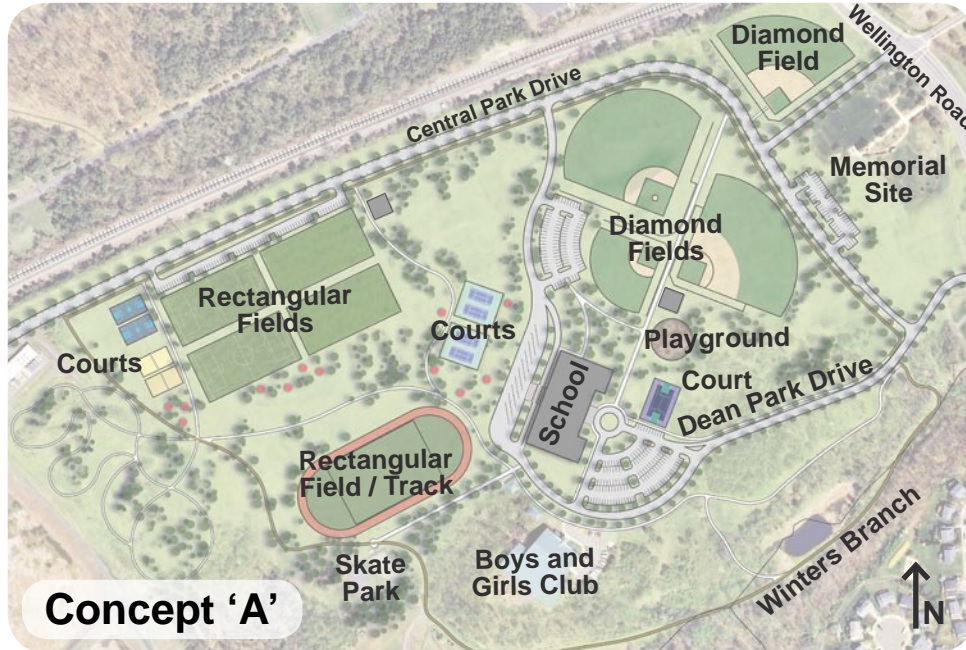 Diamond
Field
Wellington Road
Central Park Drive
Memorial
Site
Diamond
Fields
Rectangular
Fields
Courts
Courts
Playground
Court
Dean Park Drive
School
Rectangular
Field / Track
Skate
Park
Boys and
Girls Club
Winters Branch
Concept ‘A’
N